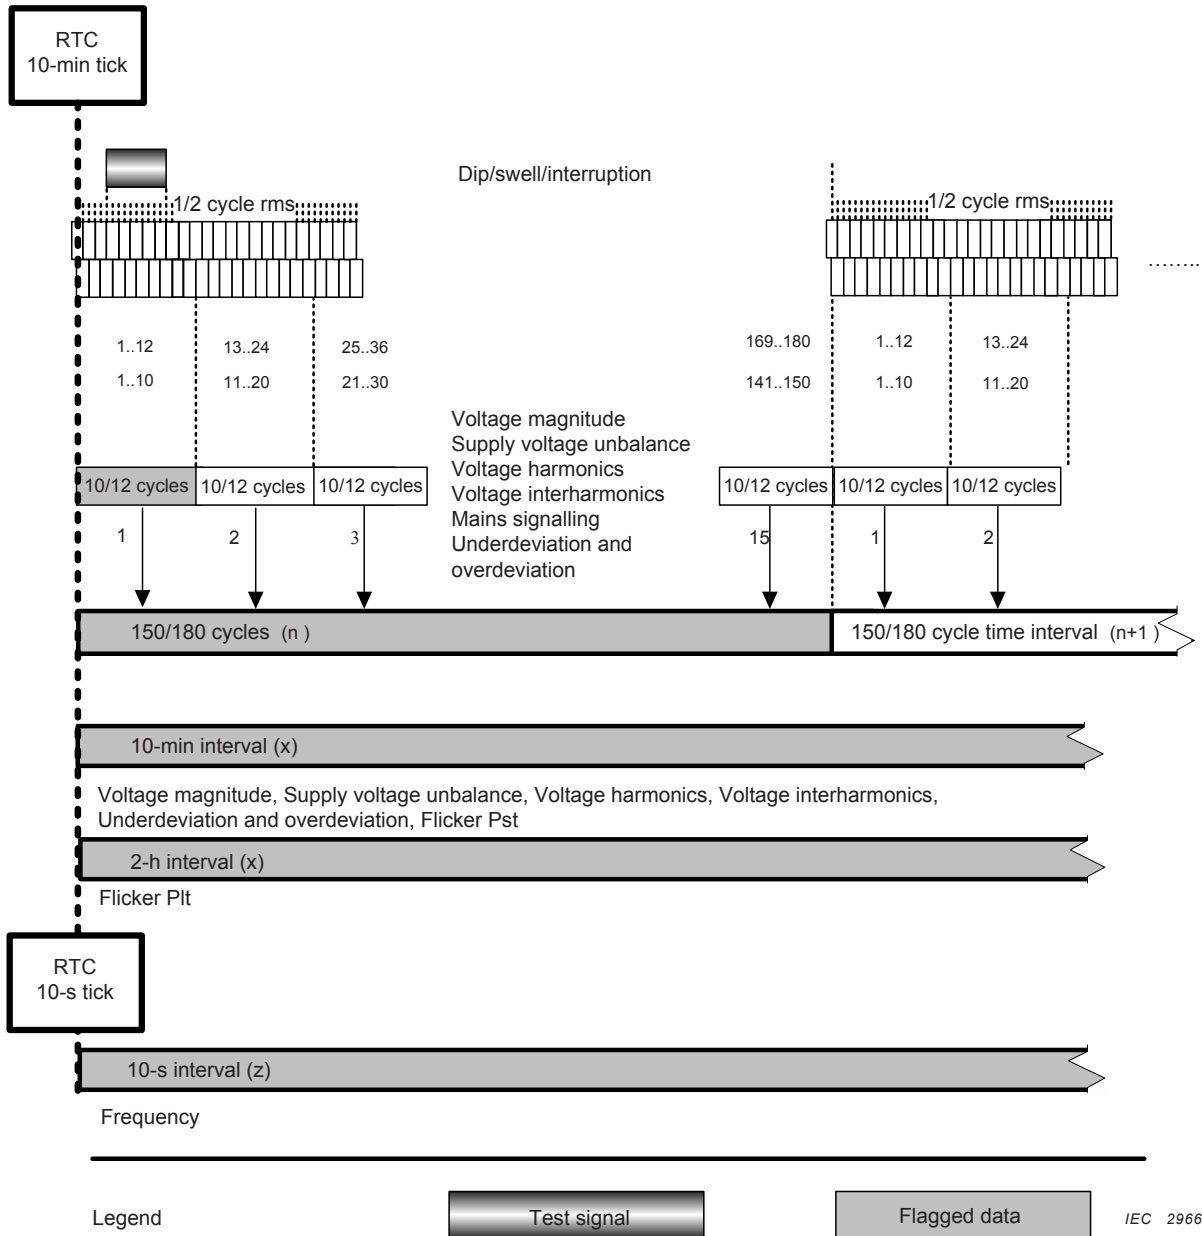 RTC
10-min tick
Dip/swell/interruption
1/2 cycle rms
1/2 cycle rms
........
1..12 13..24 25..36 169..180 1..12 13..24
1..10 11..20 21..30 141..150 1..10 11..20
Voltage magnitude
Supply voltage unbalance
Voltage harmonics
Voltage interharmonics
Mains signalling
Underdeviation and
overdeviation
10/12 cycles 10/12 cycles 10/12 cycles 10/12 cycles 10/12 cycles 10/12 cycles
1 2 3 15 1 2
150/180 cycles (n )
150/180 cycle time interval (n+1 )
10-min interval (x)
Voltage magnitude, Supply voltage unbalance, Voltage harmonics, Voltage interharmonics,
Underdeviation and overdeviation, Flicker Pst
2-h interval (x)
Flicker Plt
RTC
10-s tick
10-s interval (z)
Frequency
Legend
Test signal
Flagged data
IEC 2966